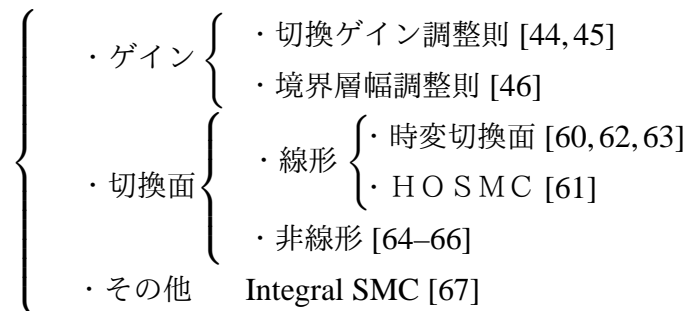 ・ゲイン
・切換ゲイン調整則 [44, 45]
・境界層幅調整則 [46]
・切換面
・線形
・時変切換面 [60, 62, 63]
・ＨＯＳＭＣ [61]
・非線形 [64–66]
・その他 Integral SMC [67]